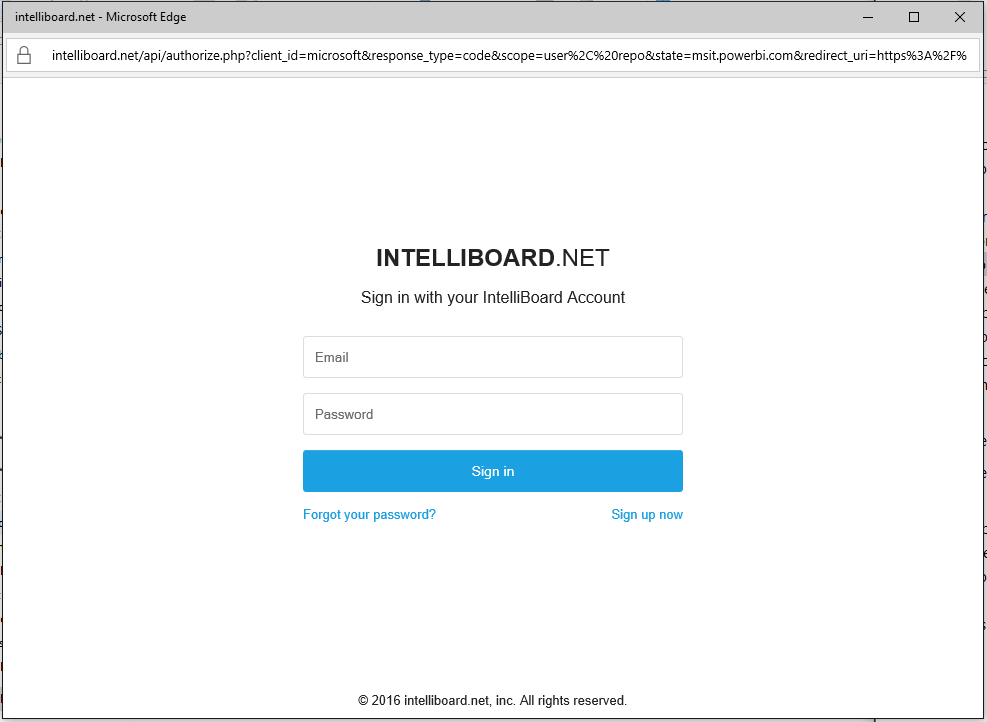 intelliboard.net - Microsoft Edge
intelliboard.net/api/authorize.php?client_id=microsoft&response_type=code&scope=user%2C%20repo&state=msit.powerbi.com&redirect_uri=https%3A%2F%
INTELLIBOARD.NET
Sign in with your IntelliBoard Account
Email
Password
Sign in
Forgot your password?
Sign up now
© 2016 intelliboard.net, inc. All rights reserved.